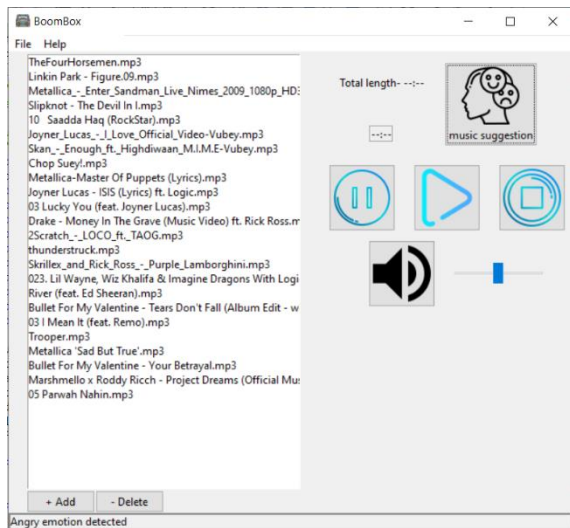 BoomBox
File Help
TheFourHorsemen.mp3
Linkin Park - Figure.09.mp3
Metallica_-_Enter_Sandman_Live_Nimes_2009_1080p_HD3
Slipknot - The Devil In I.mp3
10 Saadda Haq (RockStar).mp3
Joyner_Lucas_-_I_Love_Official_Video-Vubey.mp3
Skan_-_Enough_ft._Highdiwaan_M.I.M.E-Vubey.mp3
Chop Suey!.mp3
Metallica-Master Of Puppets (Lyrics).mp3
Joyner Lucas - ISIS (Lyrics) ft. Logic.mp3
03 Lucky You (feat. Joyner Lucas).mp3
Drake - Money In The Grave (Music Video) ft. Rick Ross.m
2Scratch_-_LOCO_ft._TAOG.mp3
thunderstruck.mp3
Skrillex_and_Rick_Ross_-_Purple_Lamborghini.mp3
023. Lil Wayne, Wiz Khalifa & Imagine Dragons With Logi
River (feat. Ed Sheeran).mp3
Bullet For My Valentine - Tears Don't Fall (Album Edit - w
03 I Mean It (feat. Remo).mp3
Trooper.mp3
Metallica 'Sad But True'.mp3
Bullet For My Valentine - Your Betrayal.mp3
Marshmello x Roddy Ricch - Project Dreams (Official Mus
05 Parwah Nahin.mp3
Total length- --:--
--:--
music suggestion
+ Add - Delete
Angry emotion detected